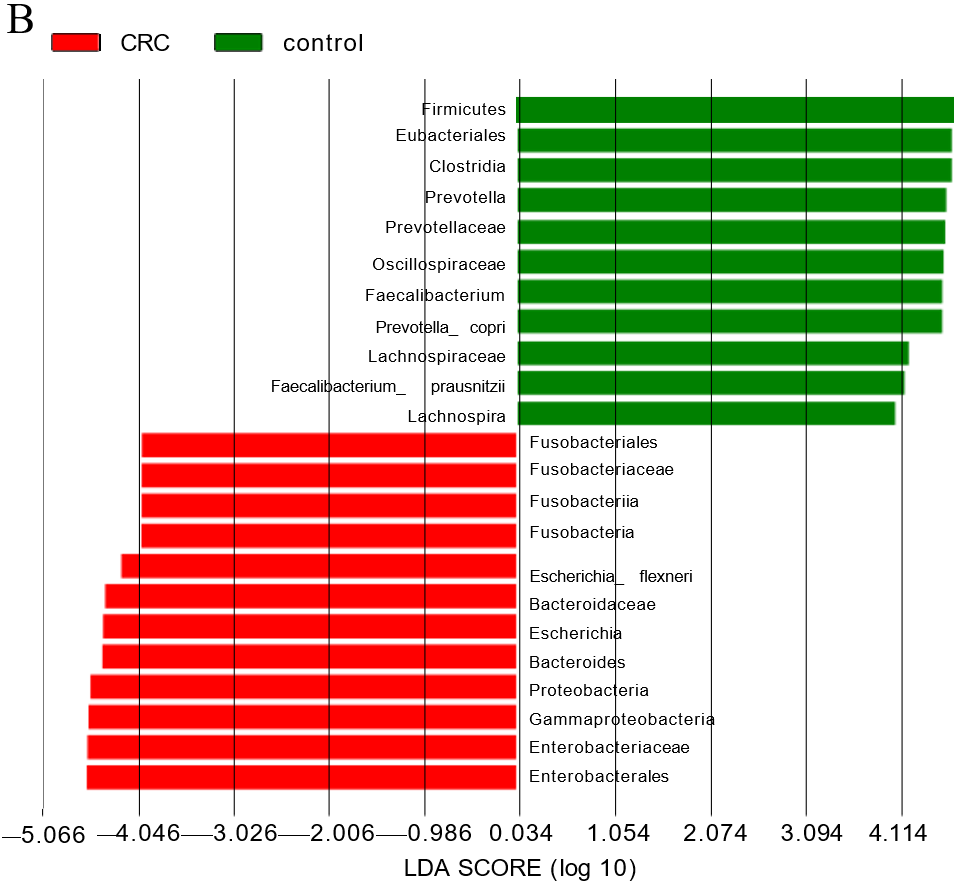 B
CRC control
Firmicutes
Eubacteriales
Clostridia
Prevotella
Prevotellaceae
Oscillospiraceae
Faecalibacterium
Prevotella_ copri
Lachnospiraceae
Faecalibacterium_ prausnitzii
Lachnospira
Fusobacteriales
Fusobacteriaceae
Fusobacteriia
Fusobacteria
Escherichia_ flexneri
Bacteroidaceae
Escherichia
Bacteroides
Proteobacteria
Gammaproteobacteria
Enterobacteriaceae
Enterobacterales
—5.066 —4.046 —3.026 —2.006 —0.986 0.034 1.054 2.074 3.094 4.114
LDA SCORE (log 10)